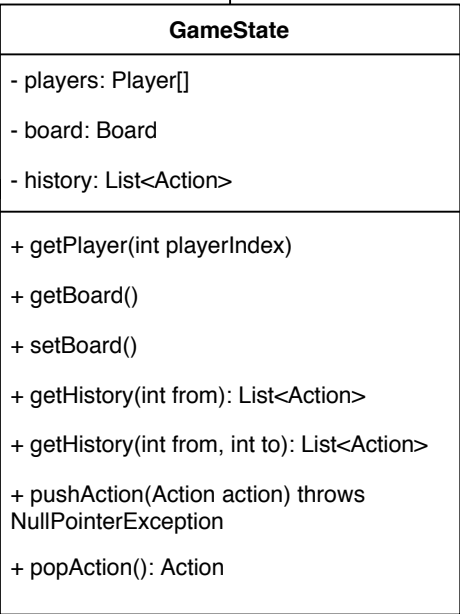 GameState
- players: Player[]
- board: Board
- history: List<Action>
+ getPlayer(int playerIndex)
+ getBoard()
+ setBoard()
+ getHistory(int from): List<Action>
+ getHistory(int from, int to): List<Action>
+ pushAction(Action action) throws
NullPointerException
+ popAction(): Action